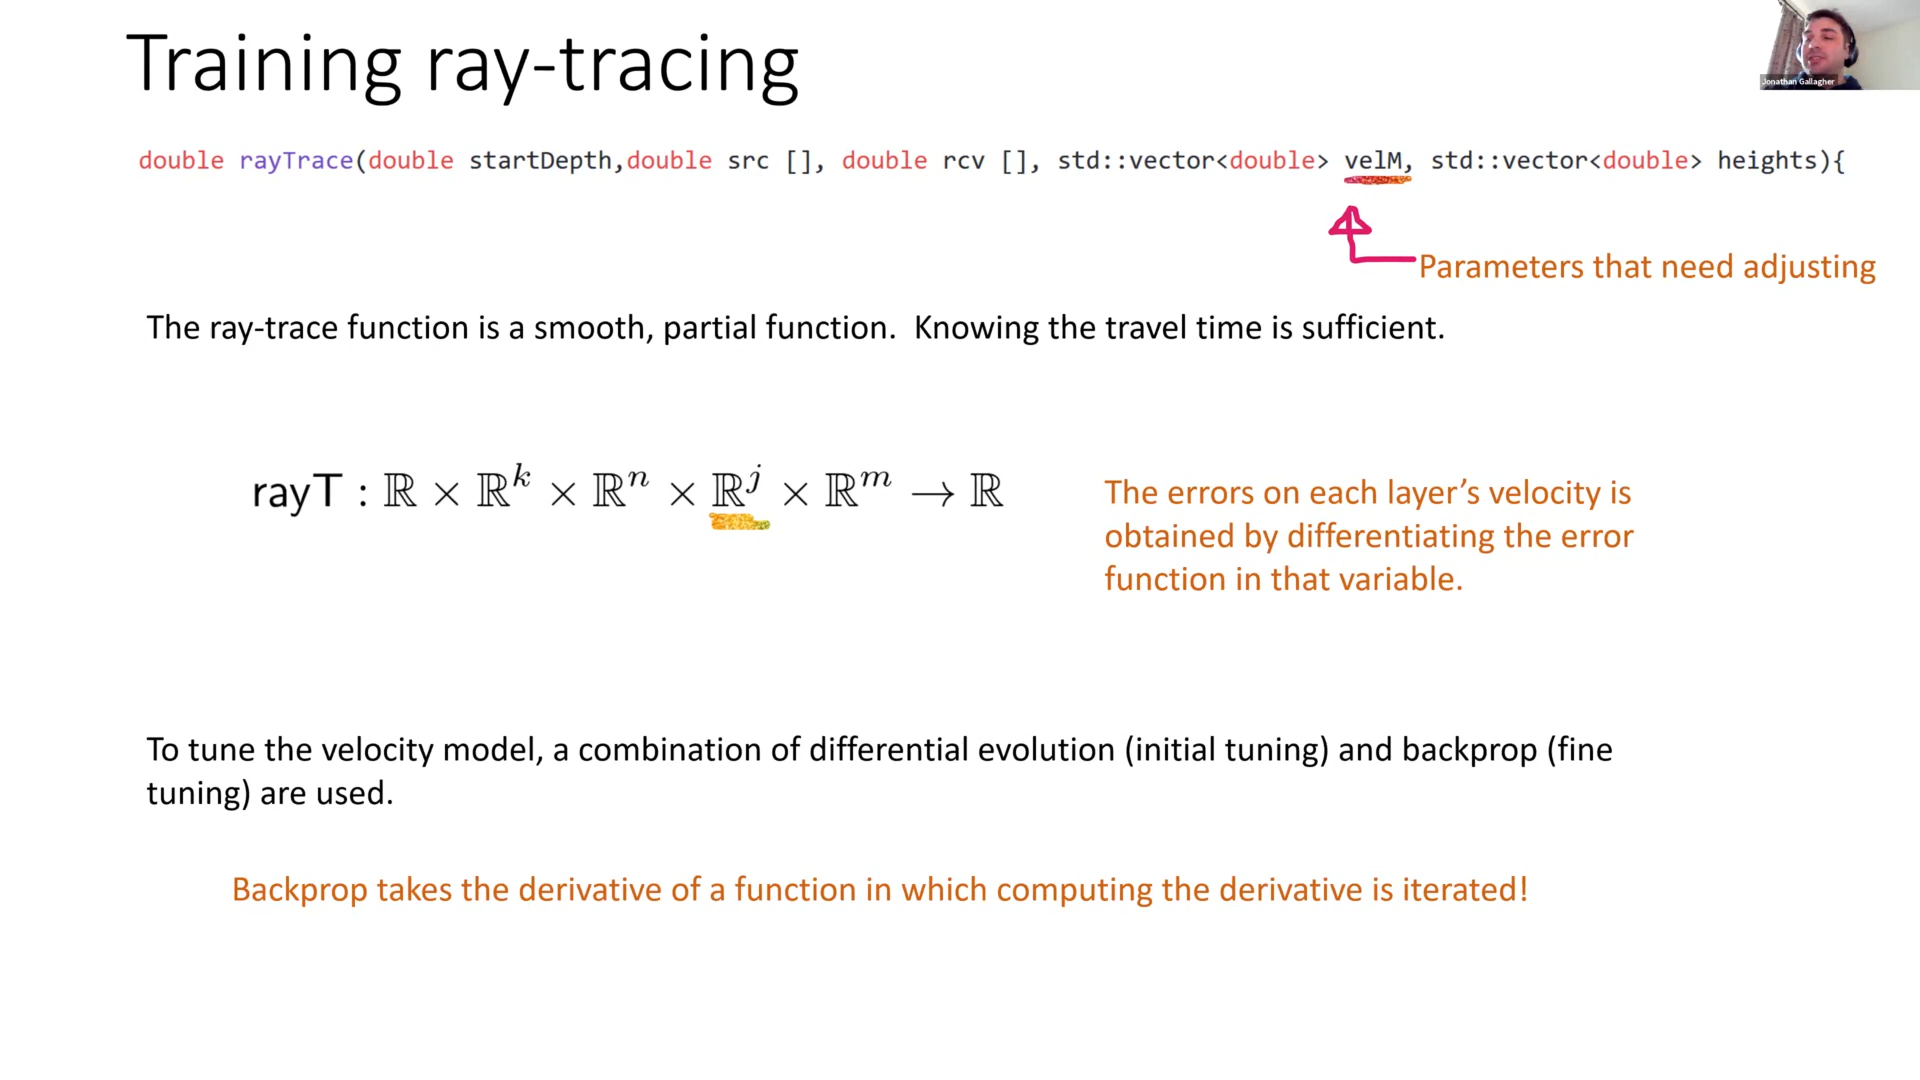 Training ray-tracing
Jonathan Gallagher
double rayTrace(double startDepth,double src [], double rcv [], std::vector<double> velM, std::vector<double> heights){
Parameters that need adjusting
The ray-trace function is a smooth, partial function. Knowing the travel time is sufficient.
rayT : ℝ × ℝ^k × ℝ^n × ℝ^j × ℝ^m → ℝ
The errors on each layer’s velocity is
obtained by differentiating the error
function in that variable.
To tune the velocity model, a combination of differential evolution (initial tuning) and backprop (fine
tuning) are used.
Backprop takes the derivative of a function in which computing the derivative is iterated!